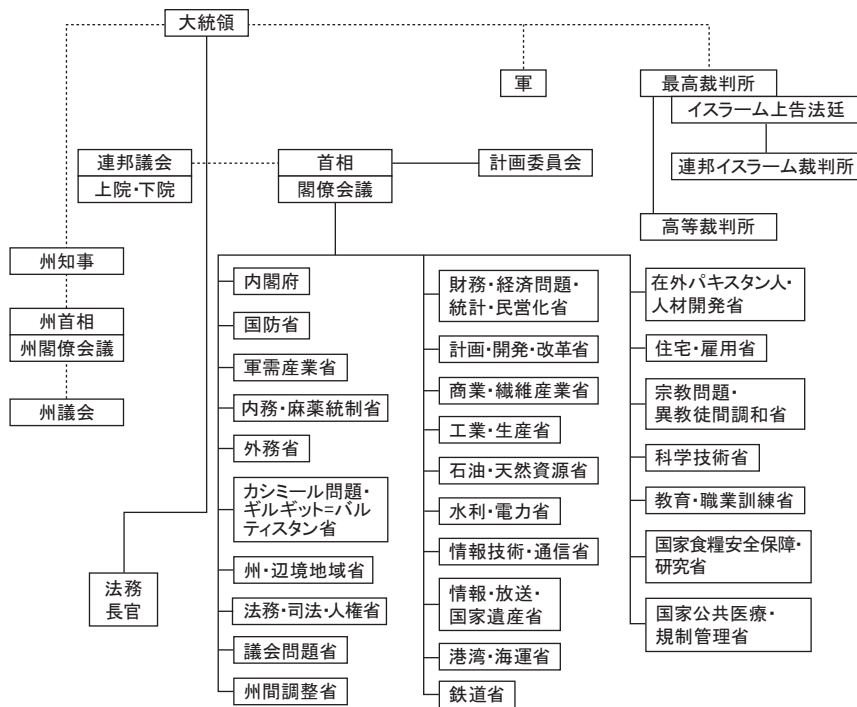 大統領
軍
最高裁判所
イスラーム上告法廷
連邦イスラーム裁判所
高等裁判所
連邦議会
上院・下院
首相
閣僚会議
計画委員会
州知事
州首相
州閣僚会議
州議会
法務
長官
内閣府
国防省
軍需産業省
内務・麻薬統制省
外務省
カシミール問題・
ギルギット=バル
ティスタン省
州・辺境地域省
法務・司法・人権省
議会問題省
州間調整省
財務・経済問題・
統計・民営化省
計画・開発・改革省
商業・繊維産業省
工業・生産省
石油・天然資源省
水利・電力省
情報技術・通信省
情報・放送・
国家遺産省
港湾・海運省
鉄道省
在外パキスタン人・
人材開発省
住宅・雇用省
宗教問題・
異教徒間調和省
科学技術省
教育・職業訓練省
国家食糧安全保障・
研究省
国家公共医療・
規制管理省